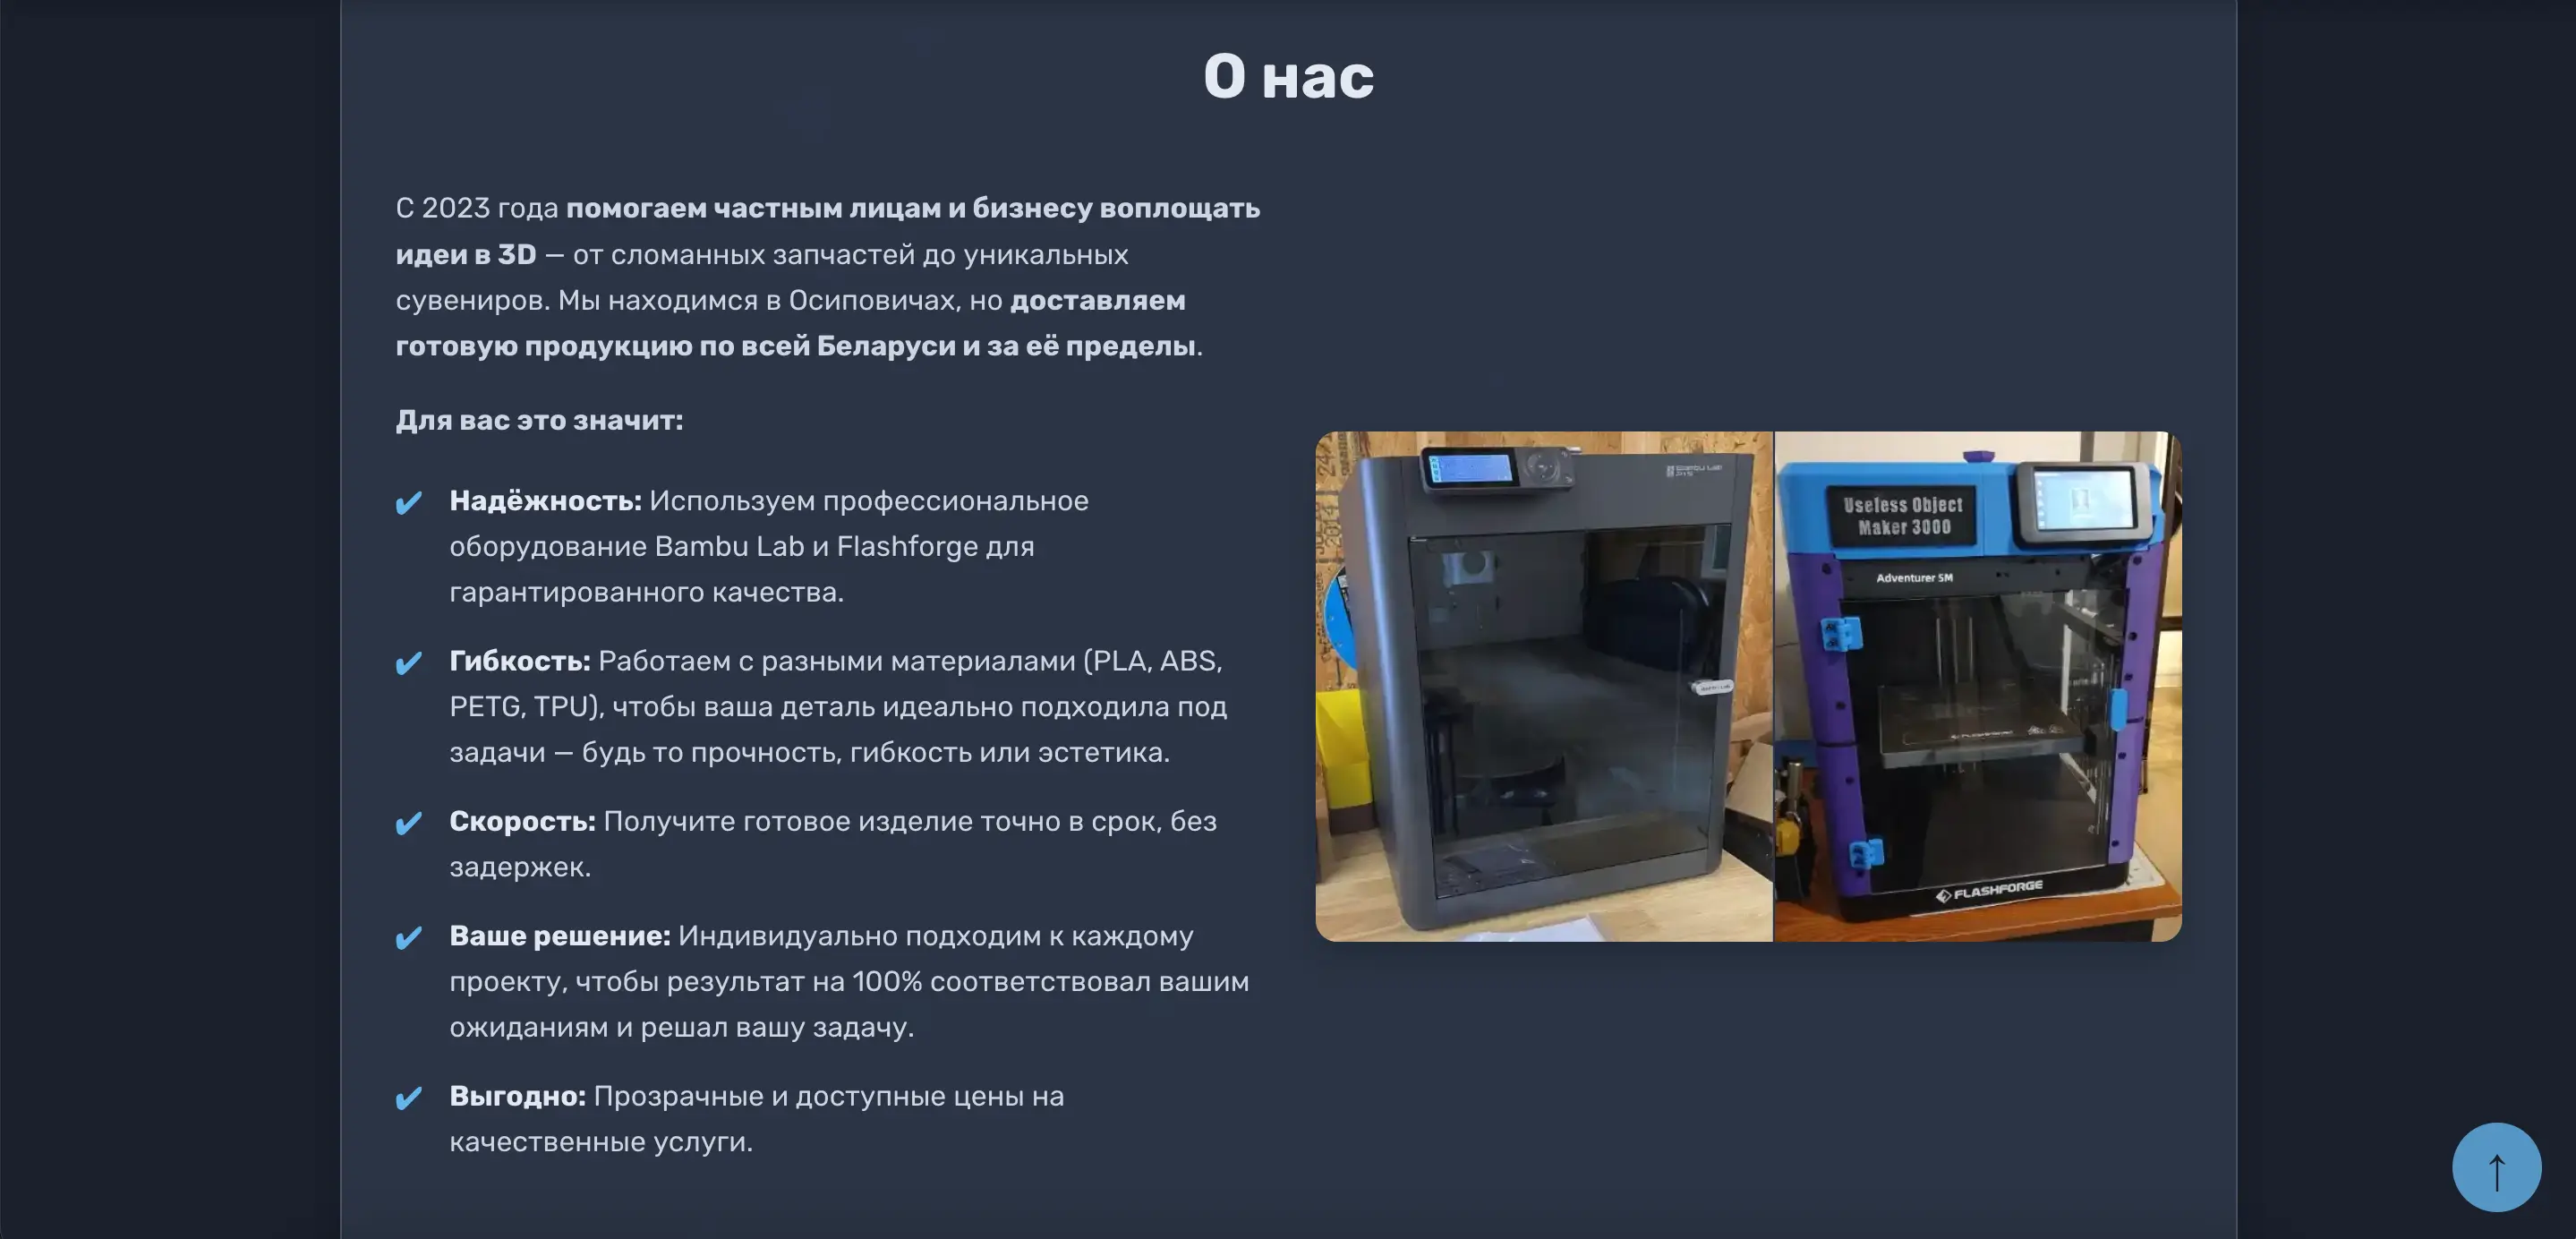 О нас
С 2023 года помогаем частным лицам и бизнесу воплощать
идеи в 3D — от сломанных запчастей до уникальных
сувениров. Мы находимся в Осиповичах, но доставляем
готовую продукцию по всей Беларуси и за её пределы.
Для вас это значит:
✔ Надёжность: Используем профессиональное
оборудование Bambu Lab и Flashforge для
гарантированного качества.
✔ Гибкость: Работаем с разными материалами (PLA, ABS,
PETG, TPU), чтобы ваша деталь идеально подходила под
задачи — будь то прочность, гибкость или эстетика.
✔ Скорость: Получите готовое изделие точно в срок, без
задержек.
✔ Ваше решение: Индивидуально подходим к каждому
проекту, чтобы результат на 100% соответствовал вашим
ожиданиям и решал вашу задачу.
✔ Выгодно: Прозрачные и доступные цены на
качественные услуги.
Bambu Lab
P1S
Useless Object
Maker 3000
Adventurer 5M
FLASHFORGE
↑